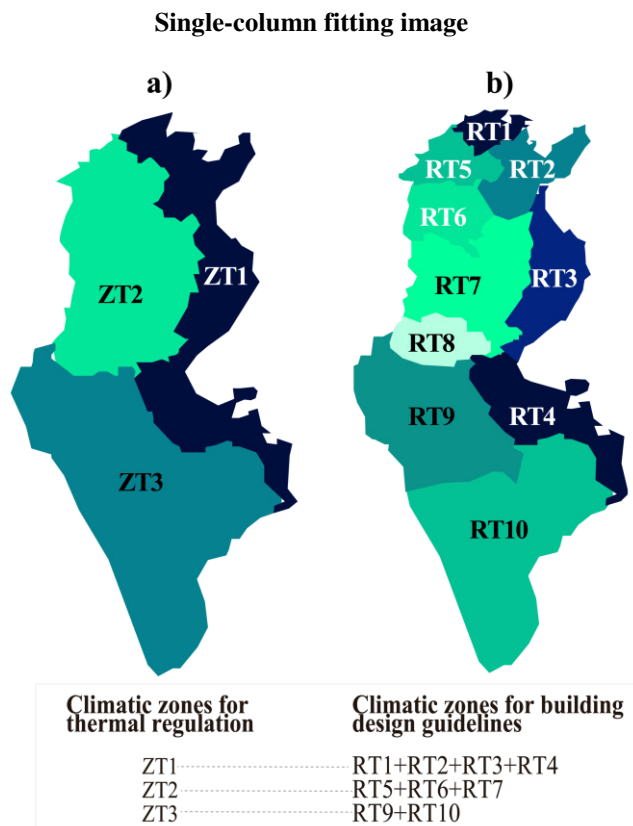 Single-column fitting image
a)
b)
RT1
RT2
RT5
RT6
ZT1
RT3
ZT2
RT7
RT8
RT9
RT4
ZT3
RT10
Climatic zones for thermal regulation
Climatic zones for building design guidelines
ZT1 RT1+RT2+RT3+RT4
ZT2 RT5+RT6+RT7
ZT3 RT9+RT10